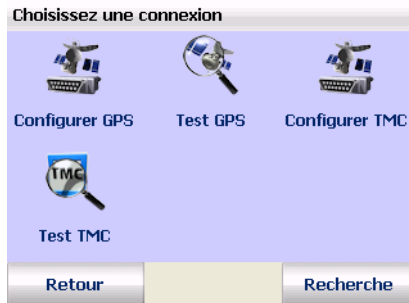 Choisissez une connexion
Configurer GPS Test GPS Configurer TMC
TMC
Test TMC
Retour Recherche